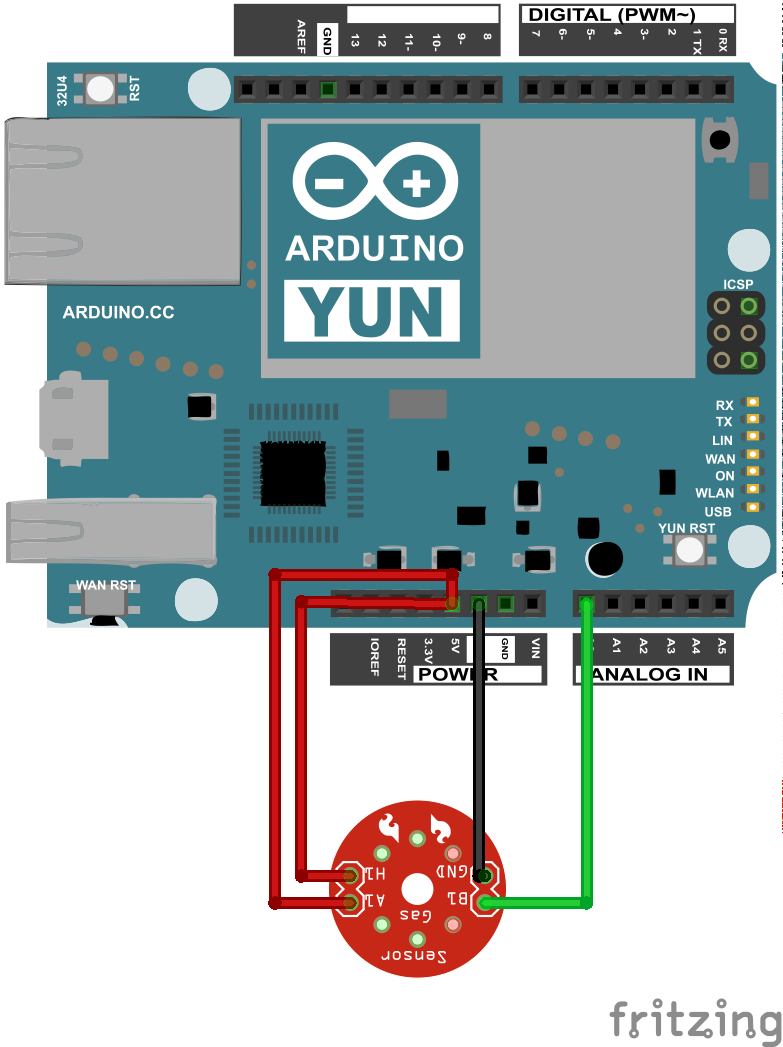 DIGITAL (PWM~)
AREF
GND
13
12
11-
10-
9-
8
7
6-
5-
4
3
2
1 TX
0 RX
32U4
RST
ARDUINO
YUN
ICSP
ARDUINO.CC
RX
TX
LIN
WAN
ON
WLAN
USB
YUN RST
WAN RST
IOREF
RESET
3.3V
5V
GND
VIN
A1
A2
A3
A4
A5
POWER
ANALOG IN
H1
GND
A1
B1
Gas
Sensor
fritzing